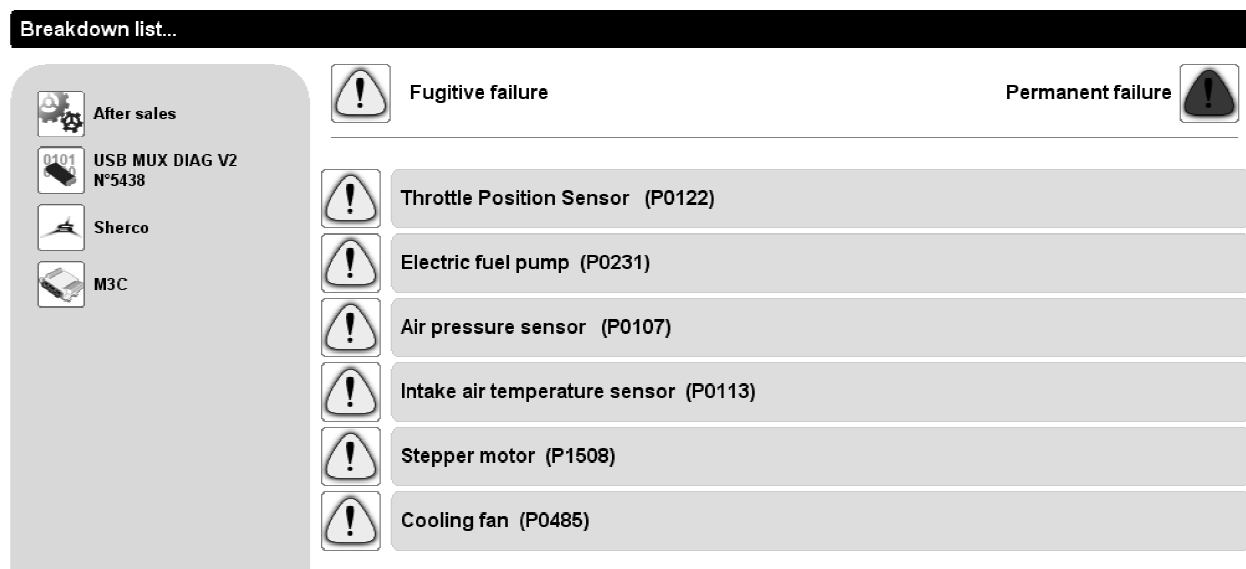 Breakdown list...
After sales
USB MUX DIAG V2
N°5438
Sherco
M3C
Fugitive failure
Permanent failure
Throttle Position Sensor (P0122)
Electric fuel pump (P0231)
Air pressure sensor (P0107)
Intake air temperature sensor (P0113)
Stepper motor (P1508)
Cooling fan (P0485)